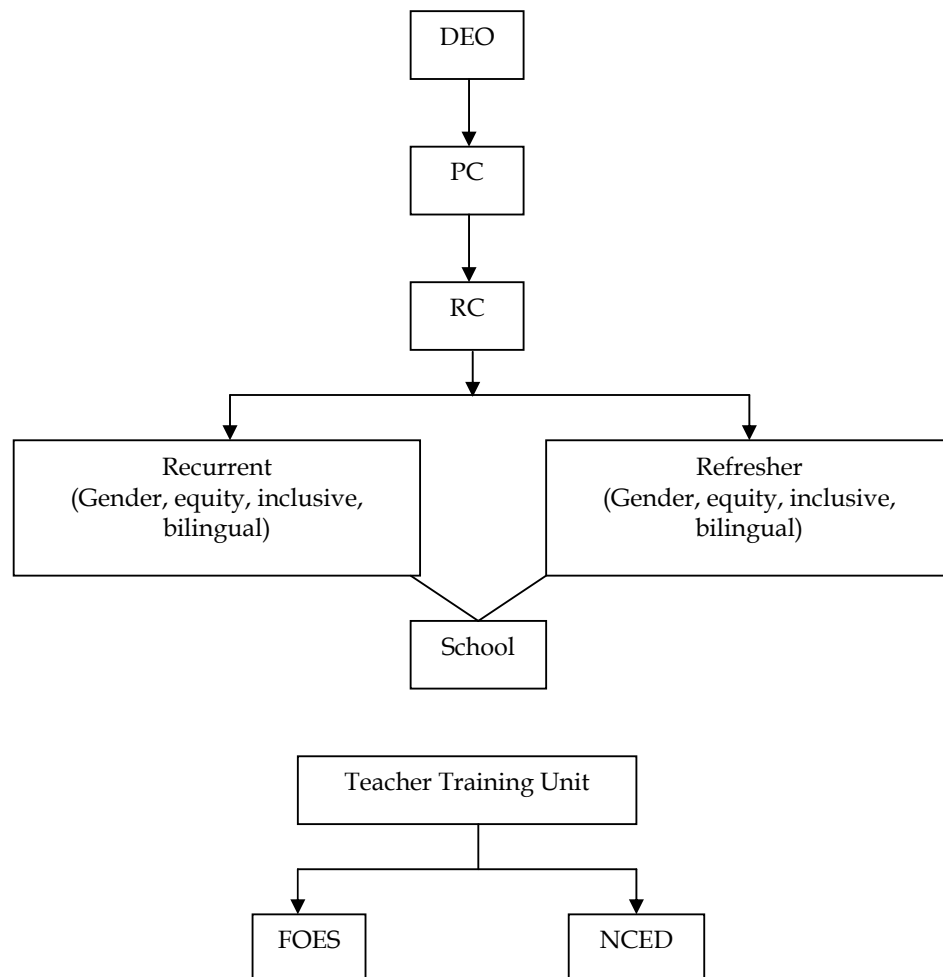 DEO
PC
RC
Recurrent
(Gender, equity, inclusive,
bilingual)
Refresher
(Gender, equity, inclusive,
bilingual)
School
Teacher Training Unit
FOES
NCED